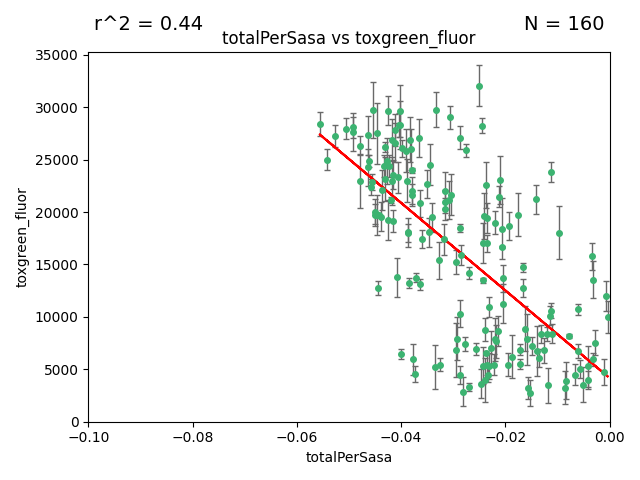 r^2 = 0.44
N = 160
totalPerSasa vs toxgreen_fluor
35000
30000
25000
20000
15000
10000
5000
0
toxgreen_fluor
−0.10
−0.08
−0.06
−0.04
−0.02
0.00
totalPerSasa